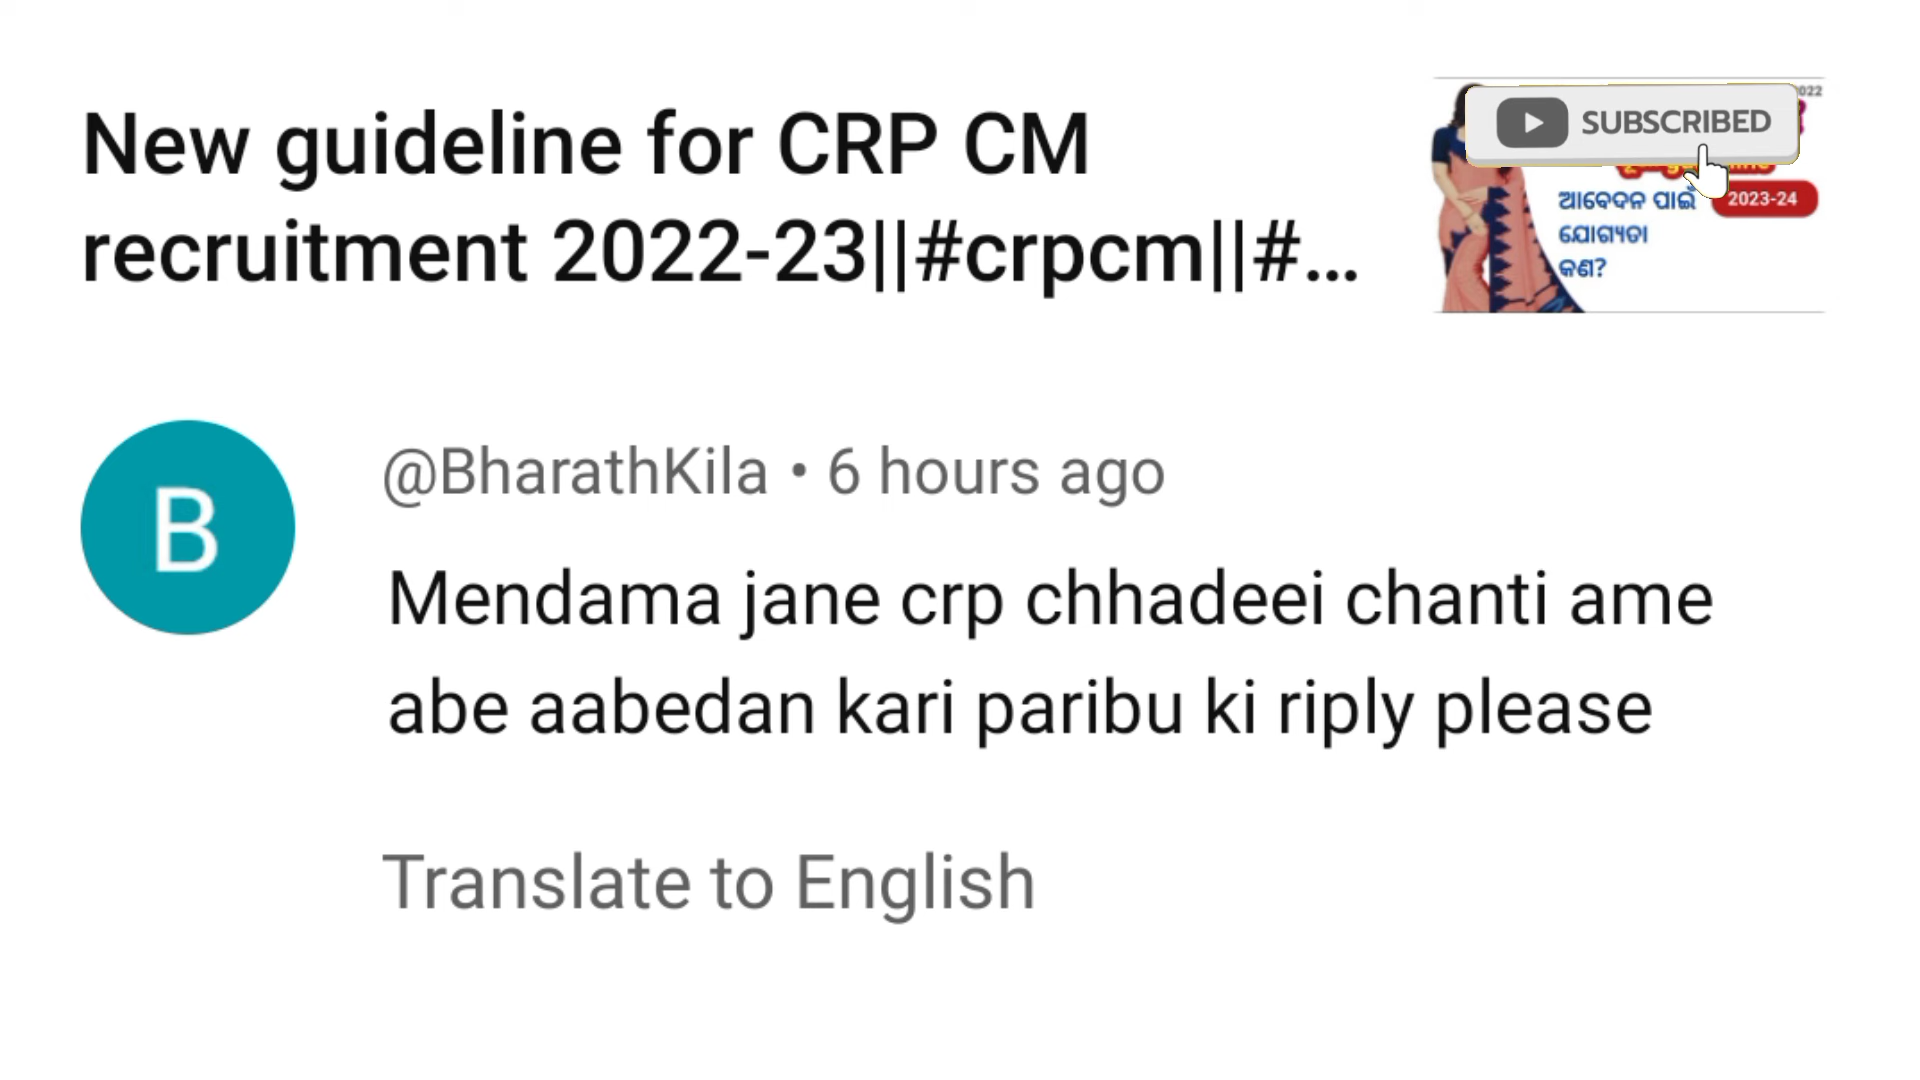 New guideline for CRP CM
recruitment 2022-23||#crpcm||#...
SUBSCRIBED
2022
ଆବେଦନ ପାଇଁ
2023-24
ଯୋଗ୍ୟତା
କଣ?
B
@BharathKila • 6 hours ago
Mendama jane crp chhadeei chanti ame
abe aabedan kari paribu ki riply please
Translate to English